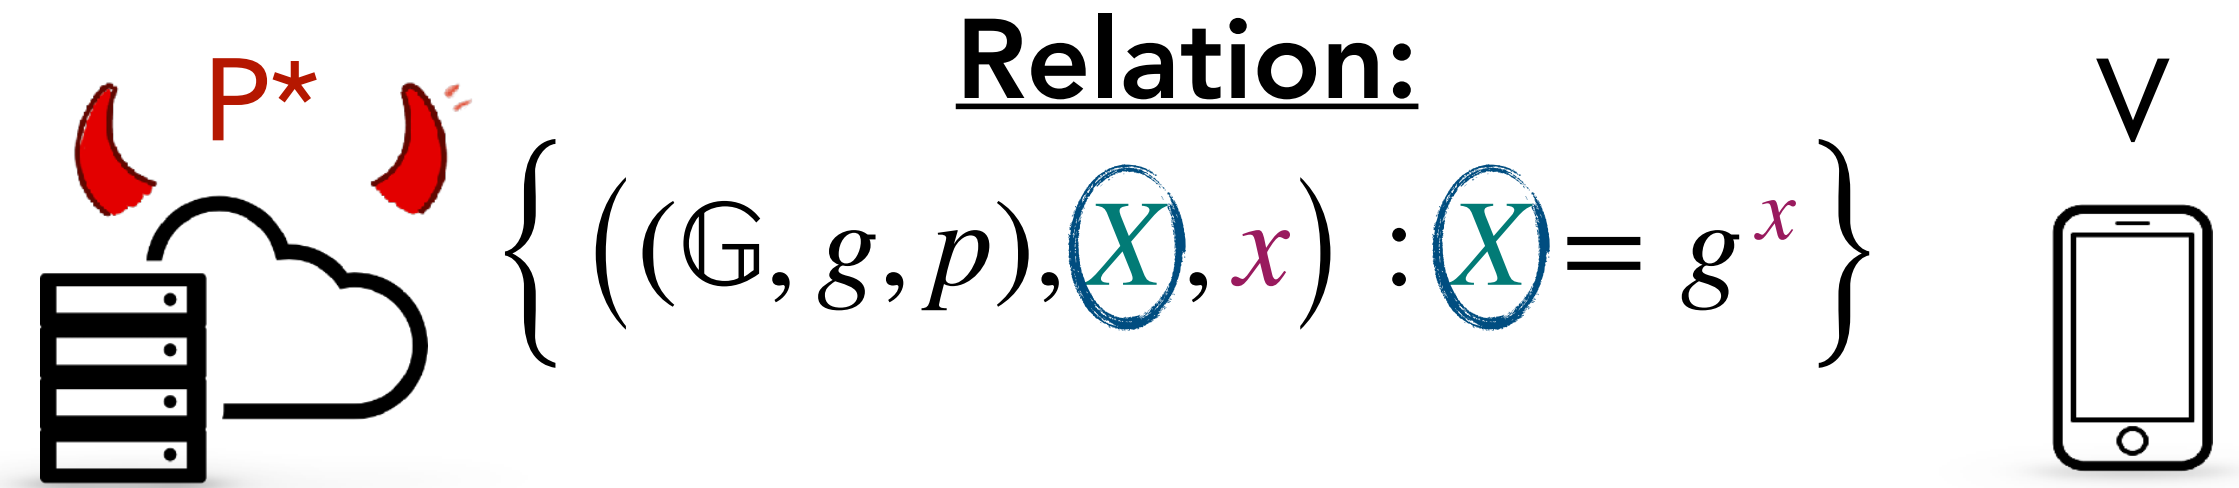 Relation:
P*
V
{((𝔾, g, p), X, x) : X = g^x}